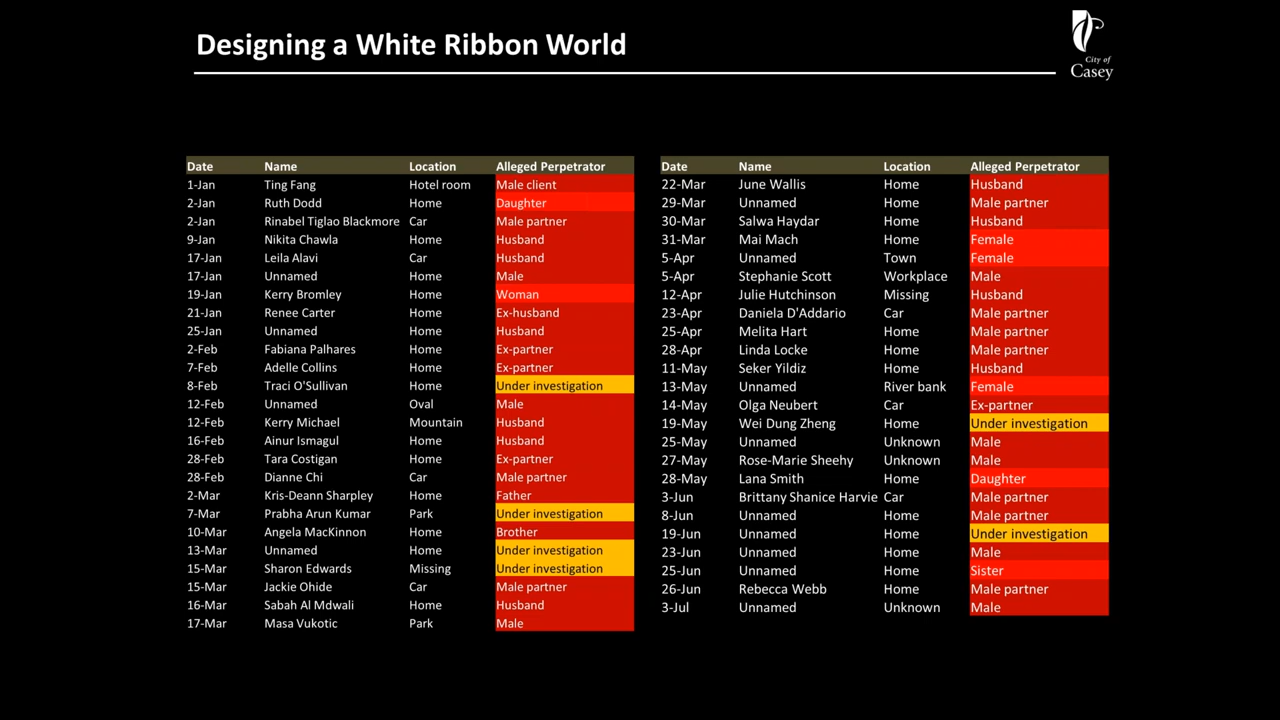 Designing a White Ribbon World
City of
Casey
Date Name Location Alleged Perpetrator
1-Jan Ting Fang Hotel room Male client
2-Jan Ruth Dodd Home Daughter
2-Jan Rinabel Tiglao Blackmore Car Male partner
9-Jan Nikita Chawla Home Husband
17-Jan Leila Alavi Car Husband
17-Jan Unnamed Home Male
19-Jan Kerry Bromley Home Woman
21-Jan Renee Carter Home Ex-husband
25-Jan Unnamed Home Husband
2-Feb Fabiana Palhares Home Ex-partner
7-Feb Adelle Collins Home Ex-partner
8-Feb Traci O'Sullivan Home Under investigation
12-Feb Unnamed Oval Male
12-Feb Kerry Michael Mountain Husband
16-Feb Ainur Ismagul Home Husband
28-Feb Tara Costigan Home Ex-partner
28-Feb Dianne Chi Car Male partner
2-Mar Kris-Deann Sharpley Home Father
7-Mar Prabha Arun Kumar Park Under investigation
10-Mar Angela MacKinnon Home Brother
13-Mar Unnamed Home Under investigation
15-Mar Sharon Edwards Missing Under investigation
15-Mar Jackie Ohide Car Male partner
16-Mar Sabah Al Mdwali Home Husband
17-Mar Masa Vukotic Park Male
Date Name Location Alleged Perpetrator
22-Mar June Wallis Home Husband
29-Mar Unnamed Home Male partner
30-Mar Salwa Haydar Home Husband
31-Mar Mai Mach Home Female
5-Apr Unnamed Town Female
5-Apr Stephanie Scott Workplace Male
12-Apr Julie Hutchinson Missing Husband
23-Apr Daniela D'Addario Car Male partner
25-Apr Melita Hart Home Male partner
28-Apr Linda Locke Home Male partner
11-May Seker Yildiz Home Husband
13-May Unnamed River bank Female
14-May Olga Neubert Car Ex-partner
19-May Wei Dung Zheng Home Under investigation
25-May Unnamed Unknown Male
27-May Rose-Marie Sheehy Unknown Male
28-May Lana Smith Home Daughter
3-Jun Brittany Shanice Harvie Car Male partner
8-Jun Unnamed Home Male partner
19-Jun Unnamed Home Under investigation
23-Jun Unnamed Home Male
25-Jun Unnamed Home Sister
26-Jun Rebecca Webb Home Male partner
3-Jul Unnamed Unknown Male